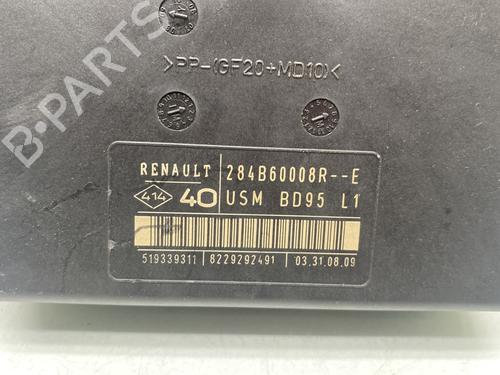 >PP-(GF20+MD10)<
B-PARTS
RENAULT 284B60008R--E
414 40 USM BD95 L1
519339311 8229292491 03.31.08.09